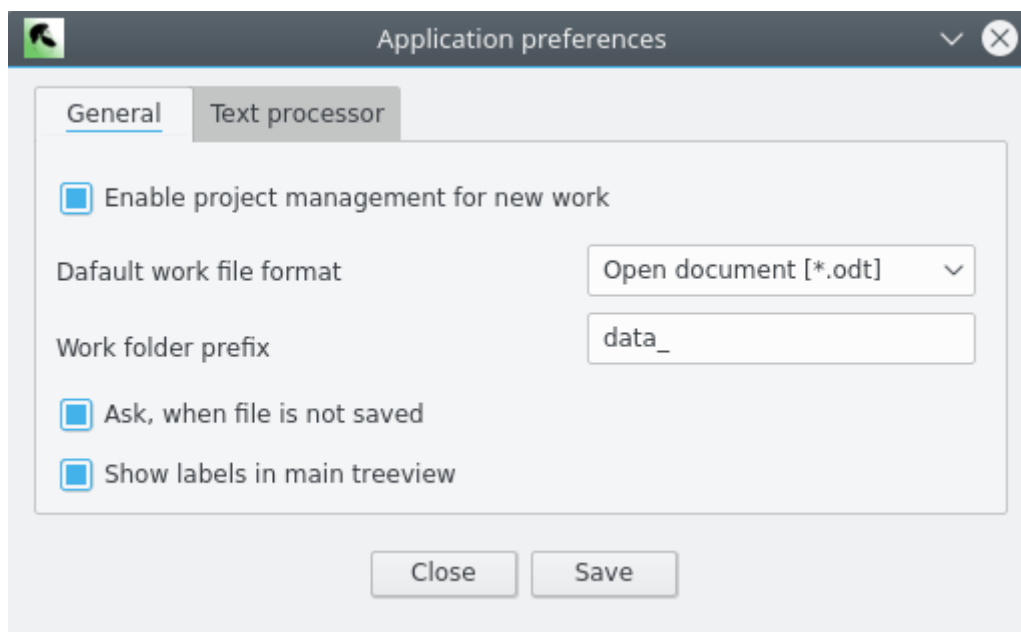 Application preferences
General Text processor
Enable project management for new work
Dafault work file format Open document [*.odt]
Work folder prefix data_
Ask, when file is not saved
Show labels in main treeview
Close Save